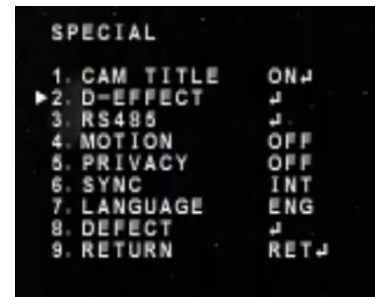 SPECIAL
1. CAM TITLE ON↵
▶2. D-EFFECT ↵
3. RS485 ↵
4. MOTION OFF
5. PRIVACY OFF
6. SYNC INT
7. LANGUAGE ENG
8. DEFECT ↵
9. RETURN RET↵